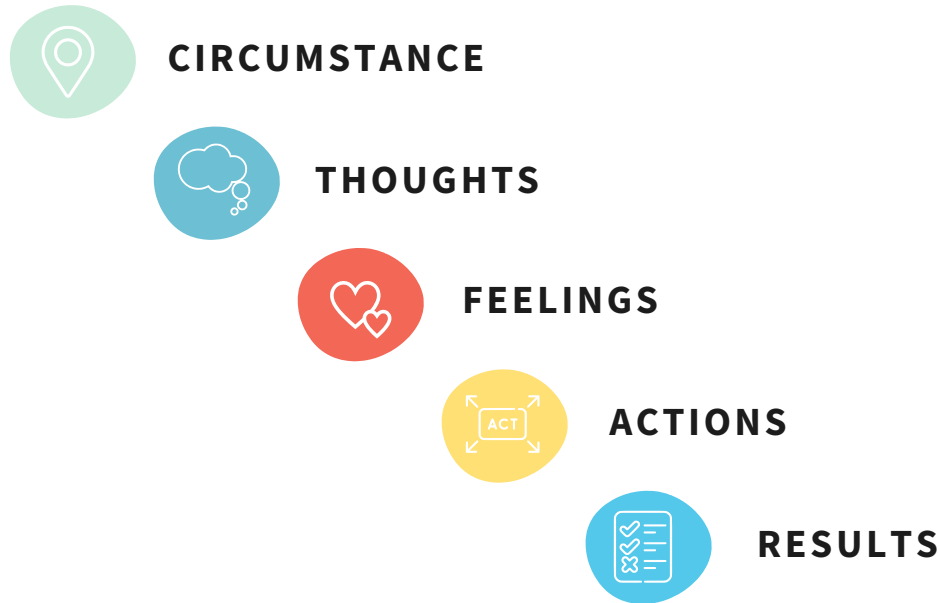 CIRCUMSTANCE
THOUGHTS
FEELINGS
ACT
ACTIONS
RESULTS